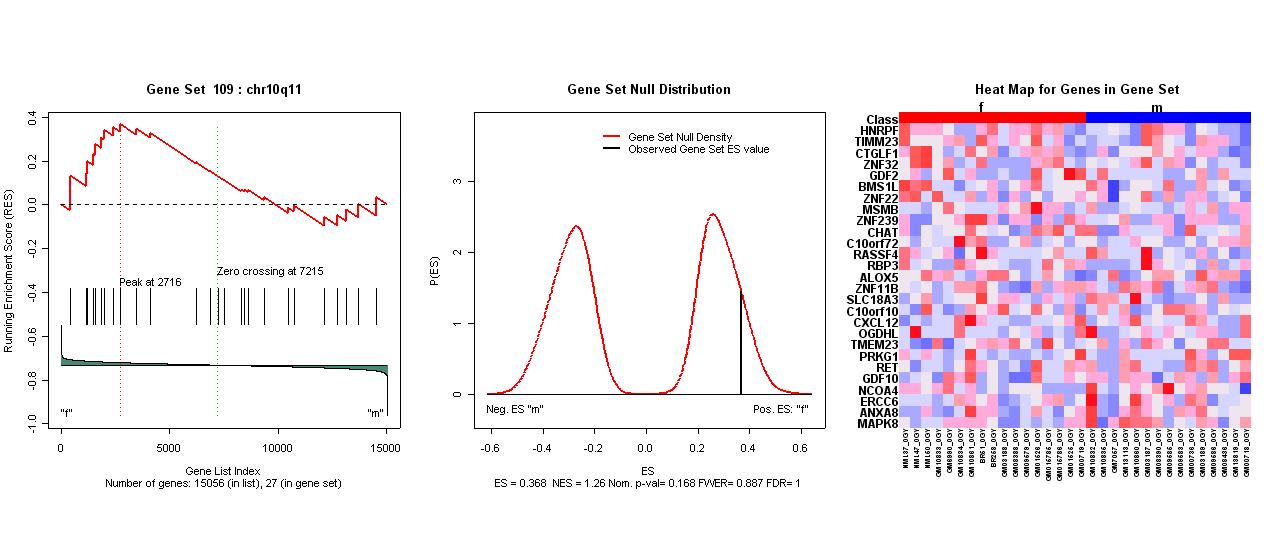 Gene Set 109 : chr10q11
Running Enrichment Score (RES)
0.4
0.2
0.0
-0.2
-0.4
-0.6
-0.8
-1.0
Zero crossing at 7215
Peak at 2716
"f"
"m"
0
5000
10000
15000
Gene List Index
Number of genes: 15056 (in list), 27 (in gene set)
Gene Set Null Distribution
Gene Set Null Density
Observed Gene Set ES value
P(ES)
3
2
1
0
Neg. ES "m"
Pos. ES: "f"
-0.6
-0.4
-0.2
0.0
0.2
0.4
0.6
ES
ES = 0.368 NES = 1.26 Nom. p-val= 0.168 FWER= 0.887 FDR= 1
Heat Map for Genes in Gene Set
f
m
Class
HNRPF
TIMM23
CTGLF1
ZNF32
GDF2
BMS1L
ZNF22
MSMB
ZNF239
CHAT
C10orf72
RASSF4
RBP3
ALOX5
ZNF11B
SLC18A3
C10orf10
CXCL12
OGDHL
TMEM23
PRKG1
RET
GDF10
NCOA4
ERCC6
ANXA8
MAPK8